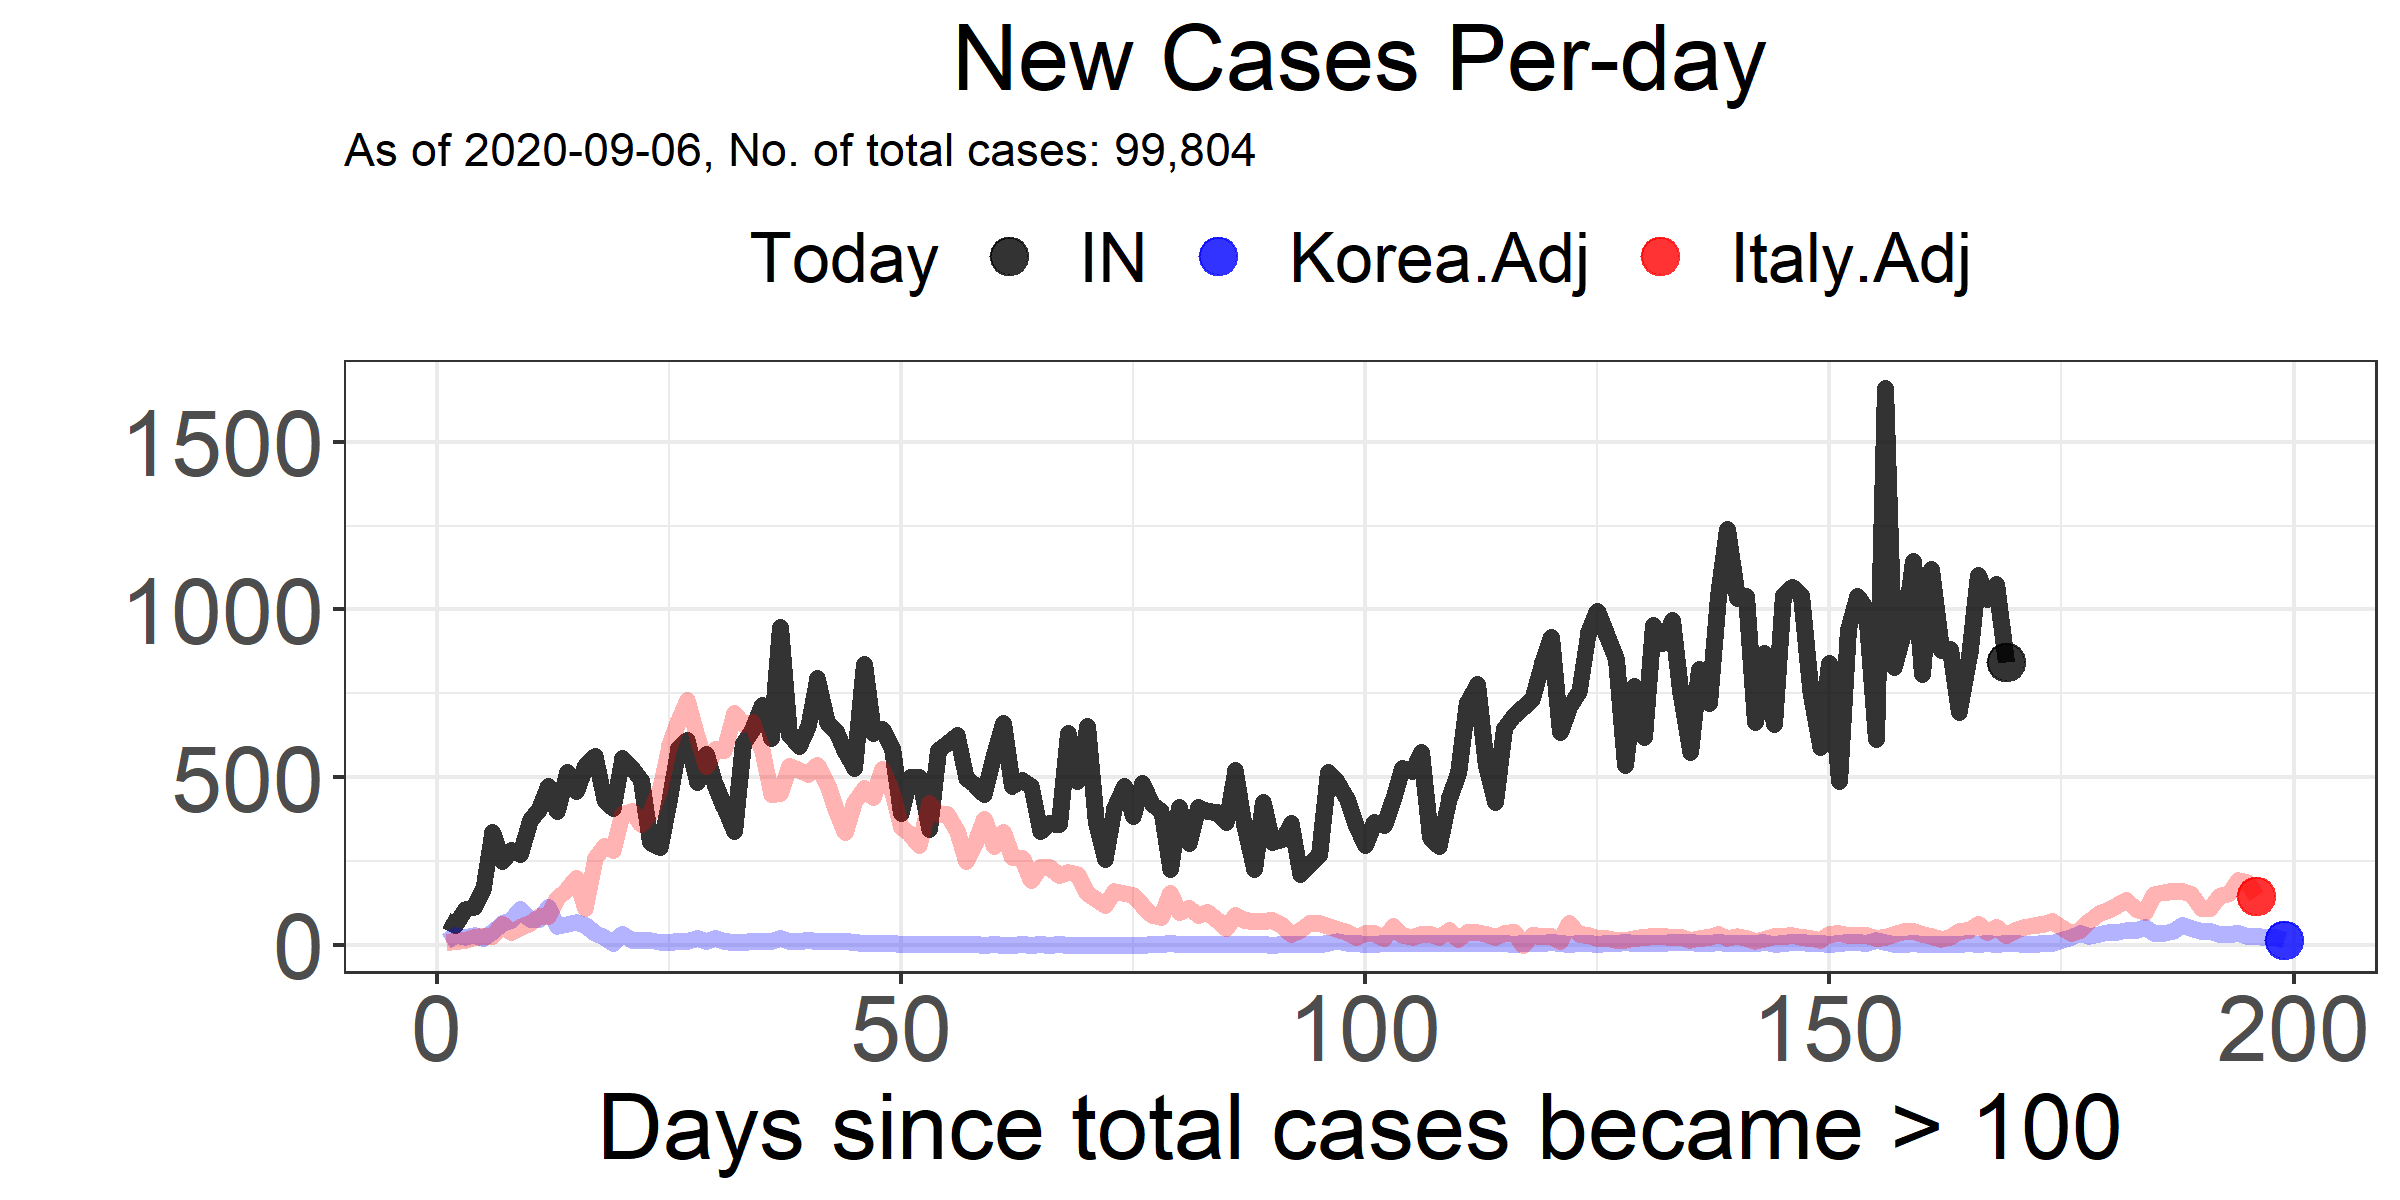 New Cases Per-day
As of 2020-09-06, No. of total cases: 99,804
Today IN Korea.Adj Italy.Adj
1500
1000
500
0
0 50 100 150 200
Days since total cases became > 100